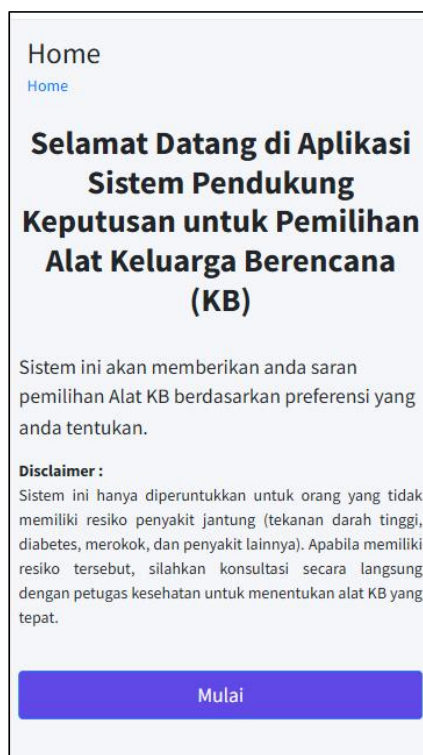 Home
Home
Selamat Datang di Aplikasi
Sistem Pendukung
Keputusan untuk Pemilihan
Alat Keluarga Berencana
(KB)
Sistem ini akan memberikan anda saran
pemilihan Alat KB berdasarkan preferensi yang
anda tentukan.
Disclaimer :
Sistem ini hanya diperuntukkan untuk orang yang tidak
memiliki resiko penyakit jantung (tekanan darah tinggi,
diabetes, merokok, dan penyakit lainnya). Apabila memiliki
resiko tersebut, silahkan konsultasi secara langsung
dengan petugas kesehatan untuk menentukan alat KB yang
tepat.
Mulai